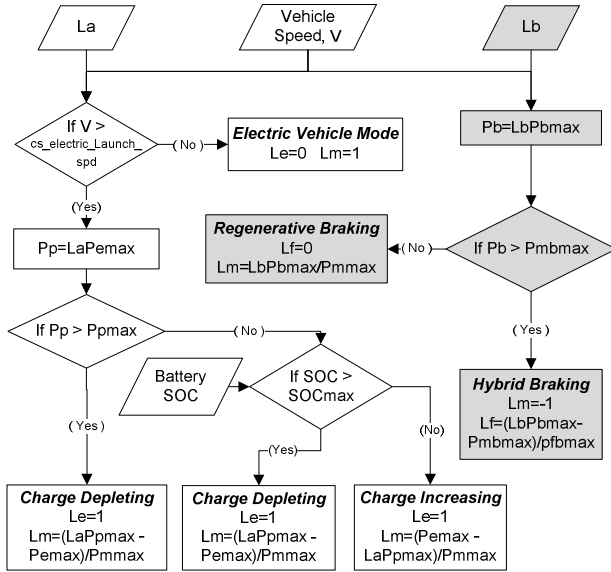 La
Vehicle
Speed, V
Lb
If V >
cs_electric_Launch_
spd
( No )
Electric Vehicle Mode
Le=0 Lm=1
Pb=LbPbmax
(Yes)
Pp=LaPemax
Regenerative Braking
Lf=0
Lm=LbPbmax/Pmmax
( No )
If Pb > Pmbmax
If Pp > Ppmax
( No )
(Yes)
Battery
SOC
If SOC >
SOCmax
Hybrid Braking
Lm=-1
Lf=(LbPbmax-
Pmbmax)/pfbmax
( Yes )
(Yes)
(No)
Charge Depleting
Le=1
Lm=(LaPpmax -
Pemax)/Pmmax
Charge Depleting
Le=1
Lm=(LaPpmax -
Pemax)/Pmmax
Charge Increasing
Le=1
Lm=(Pemax -
LaPpmax)/Pmmax